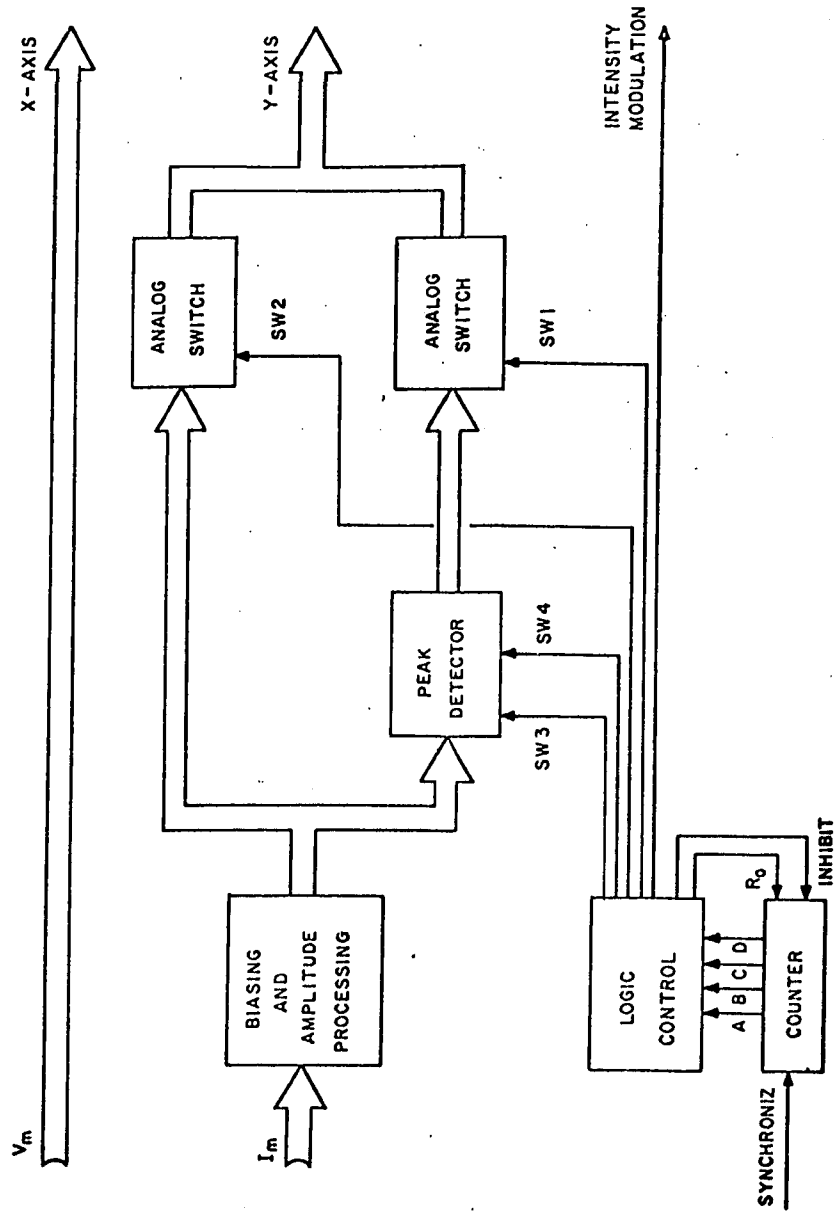 Vm
X-AXIS
Im
BIASING
AND
AMPLITUDE
PROCESSING
ANALOG
SWITCH
SW2
Y-AXIS
PEAK
DETECTOR
SW3
SW4
ANALOG
SWITCH
SW1
INTENSITY
MODULATION
LOGIC
CONTROL
A B C D
R0
INHIBIT
COUNTER
SYNCHRONIZ